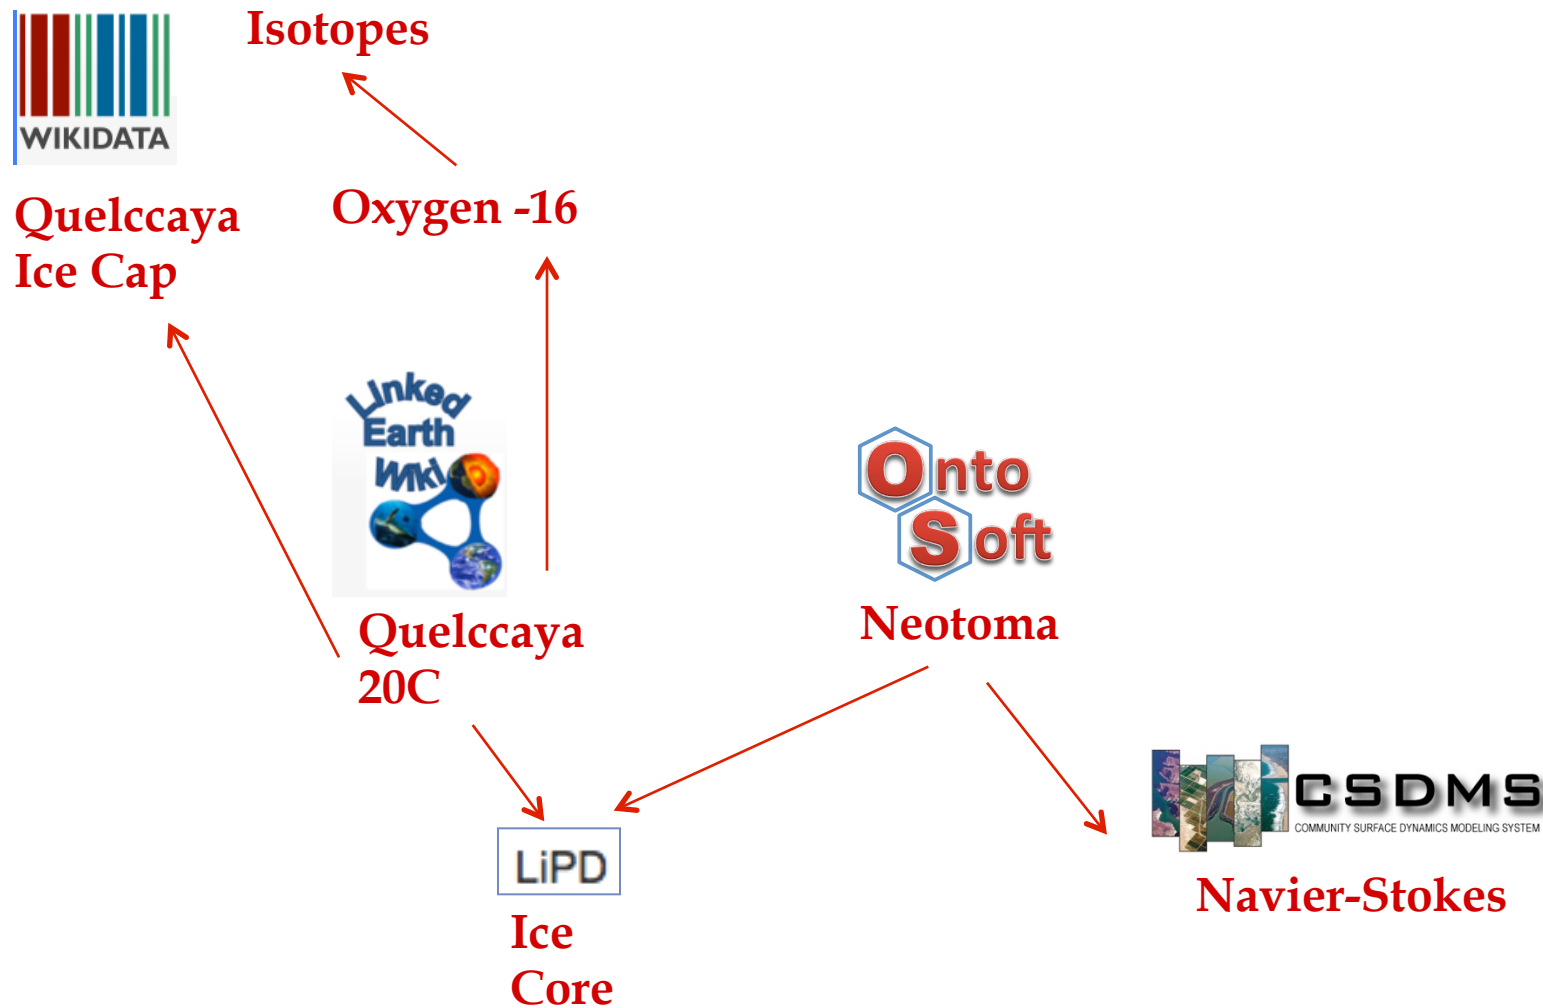 Isotopes
WIKIDATA
Quelccaya
Ice Cap
Oxygen -16
Linked
Earth
Wiki
Quelccaya
20C
Onto
Soft
Neotoma
CSDMS
COMMUNITY SURFACE DYNAMICS MODELING SYSTEM
Navier-Stokes
LiPD
Ice
Core